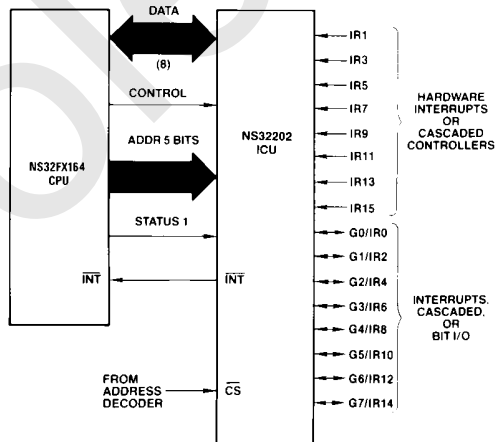 DATA
(8)
CONTROL
ADDR 5 BITS
STATUS 1
NS32FX164
CPU
INT
NS32202
ICU
INT
FROM
ADDRESS
DECODER
CS
IR1
IR3
IR5
IR7
IR9
IR11
IR13
IR15
G0/IR0
G1/IR2
G2/IR4
G3/IR6
G4/IR8
G5/IR10
G6/IR12
G7/IR14
HARDWARE
INTERRUPTS
OR
CASCADED
CONTROLLERS
INTERRUPTS.
CASCADED.
OR
BIT I/O